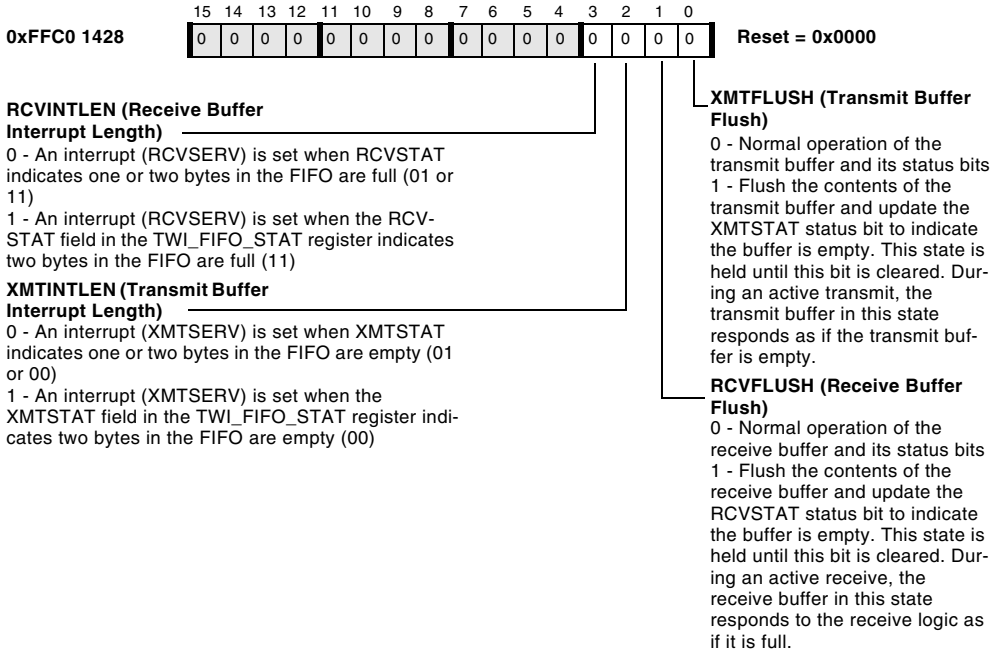 15 14 13 12 11 10 9 8 7 6 5 4 3 2 1 0
0xFFC0 1428
0 0 0 0 0 0 0 0 0 0 0 0 0 0 0 0
Reset = 0x0000
RCVINTLEN (Receive Buffer
Interrupt Length)
0 - An interrupt (RCVSERV) is set when RCVSTAT
indicates one or two bytes in the FIFO are full (01 or
11)
1 - An interrupt (RCVSERV) is set when the RCV-
STAT field in the TWI_FIFO_STAT register indicates
two bytes in the FIFO are full (11)
XMTINTLEN (Transmit Buffer
Interrupt Length)
0 - An interrupt (XMTSERV) is set when XMTSTAT
indicates one or two bytes in the FIFO are empty (01
or 00)
1 - An interrupt (XMTSERV) is set when the
XMTSTAT field in the TWI_FIFO_STAT register indi-
cates two bytes in the FIFO are empty (00)
XMTFLUSH (Transmit Buffer
Flush)
0 - Normal operation of the
transmit buffer and its status bits
1 - Flush the contents of the
transmit buffer and update the
XMTSTAT status bit to indicate
the buffer is empty. This state is
held until this bit is cleared. Dur-
ing an active transmit, the
transmit buffer in this state
responds as if the transmit buf-
fer is empty.
RCVFLUSH (Receive Buffer
Flush)
0 - Normal operation of the
receive buffer and its status bits
1 - Flush the contents of the
receive buffer and update the
RCVSTAT status bit to indicate
the buffer is empty. This state is
held until this bit is cleared. Dur-
ing an active receive, the
receive buffer in this state
responds to the receive logic as
if it is full.